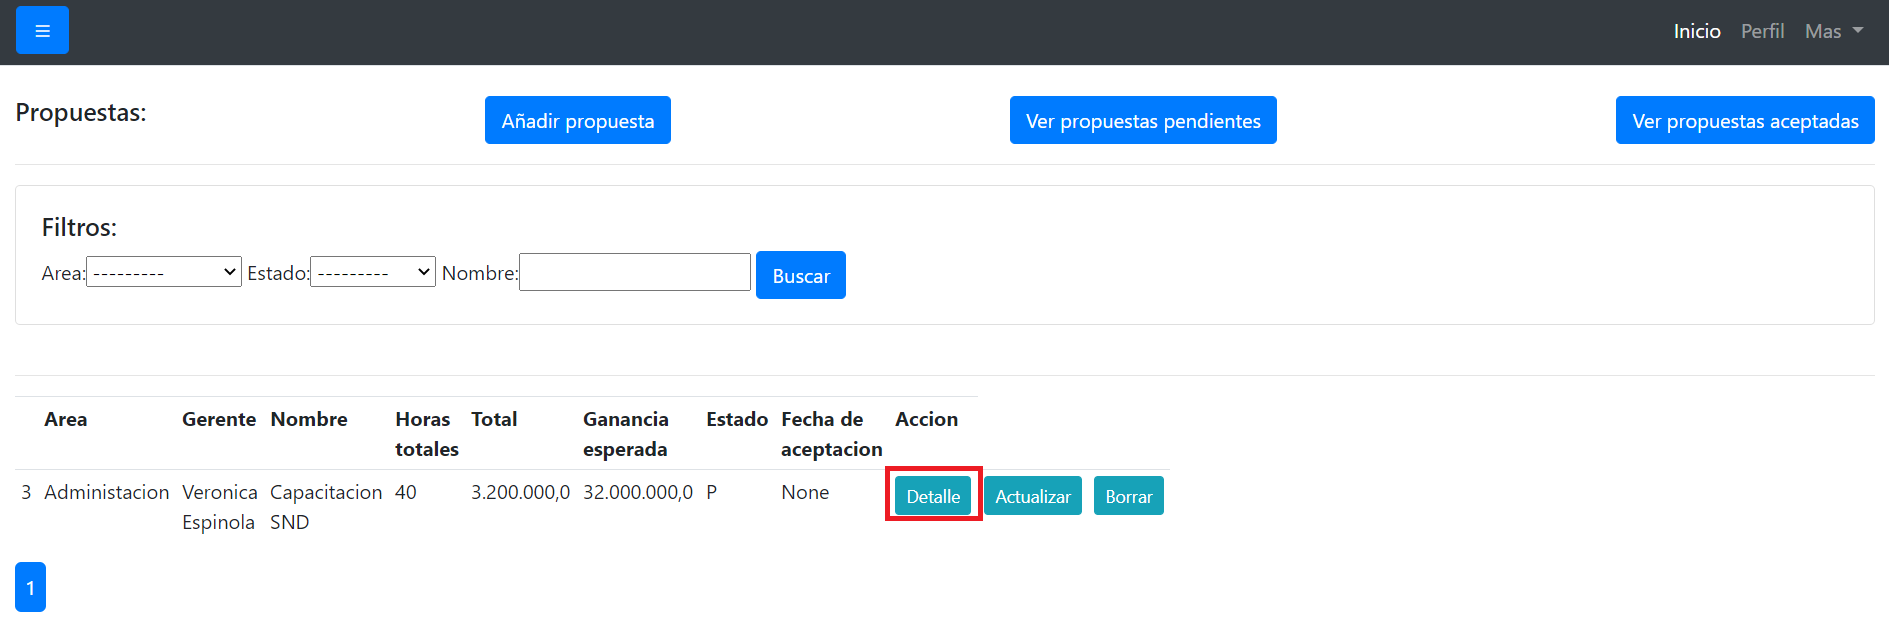 Inicio Perfil Mas
Propuestas: Añadir propuesta Ver propuestas pendientes Ver propuestas aceptadas
Filtros:
Area: --------- Estado: --------- Nombre: Buscar
Area Gerente Nombre Horas totales Total Ganancia esperada Estado Fecha de aceptacion Accion
3 Administacion Veronica Espinola Capacitacion SND 40 3.200.000,0 32.000.000,0 P None Detalle Actualizar Borrar
1